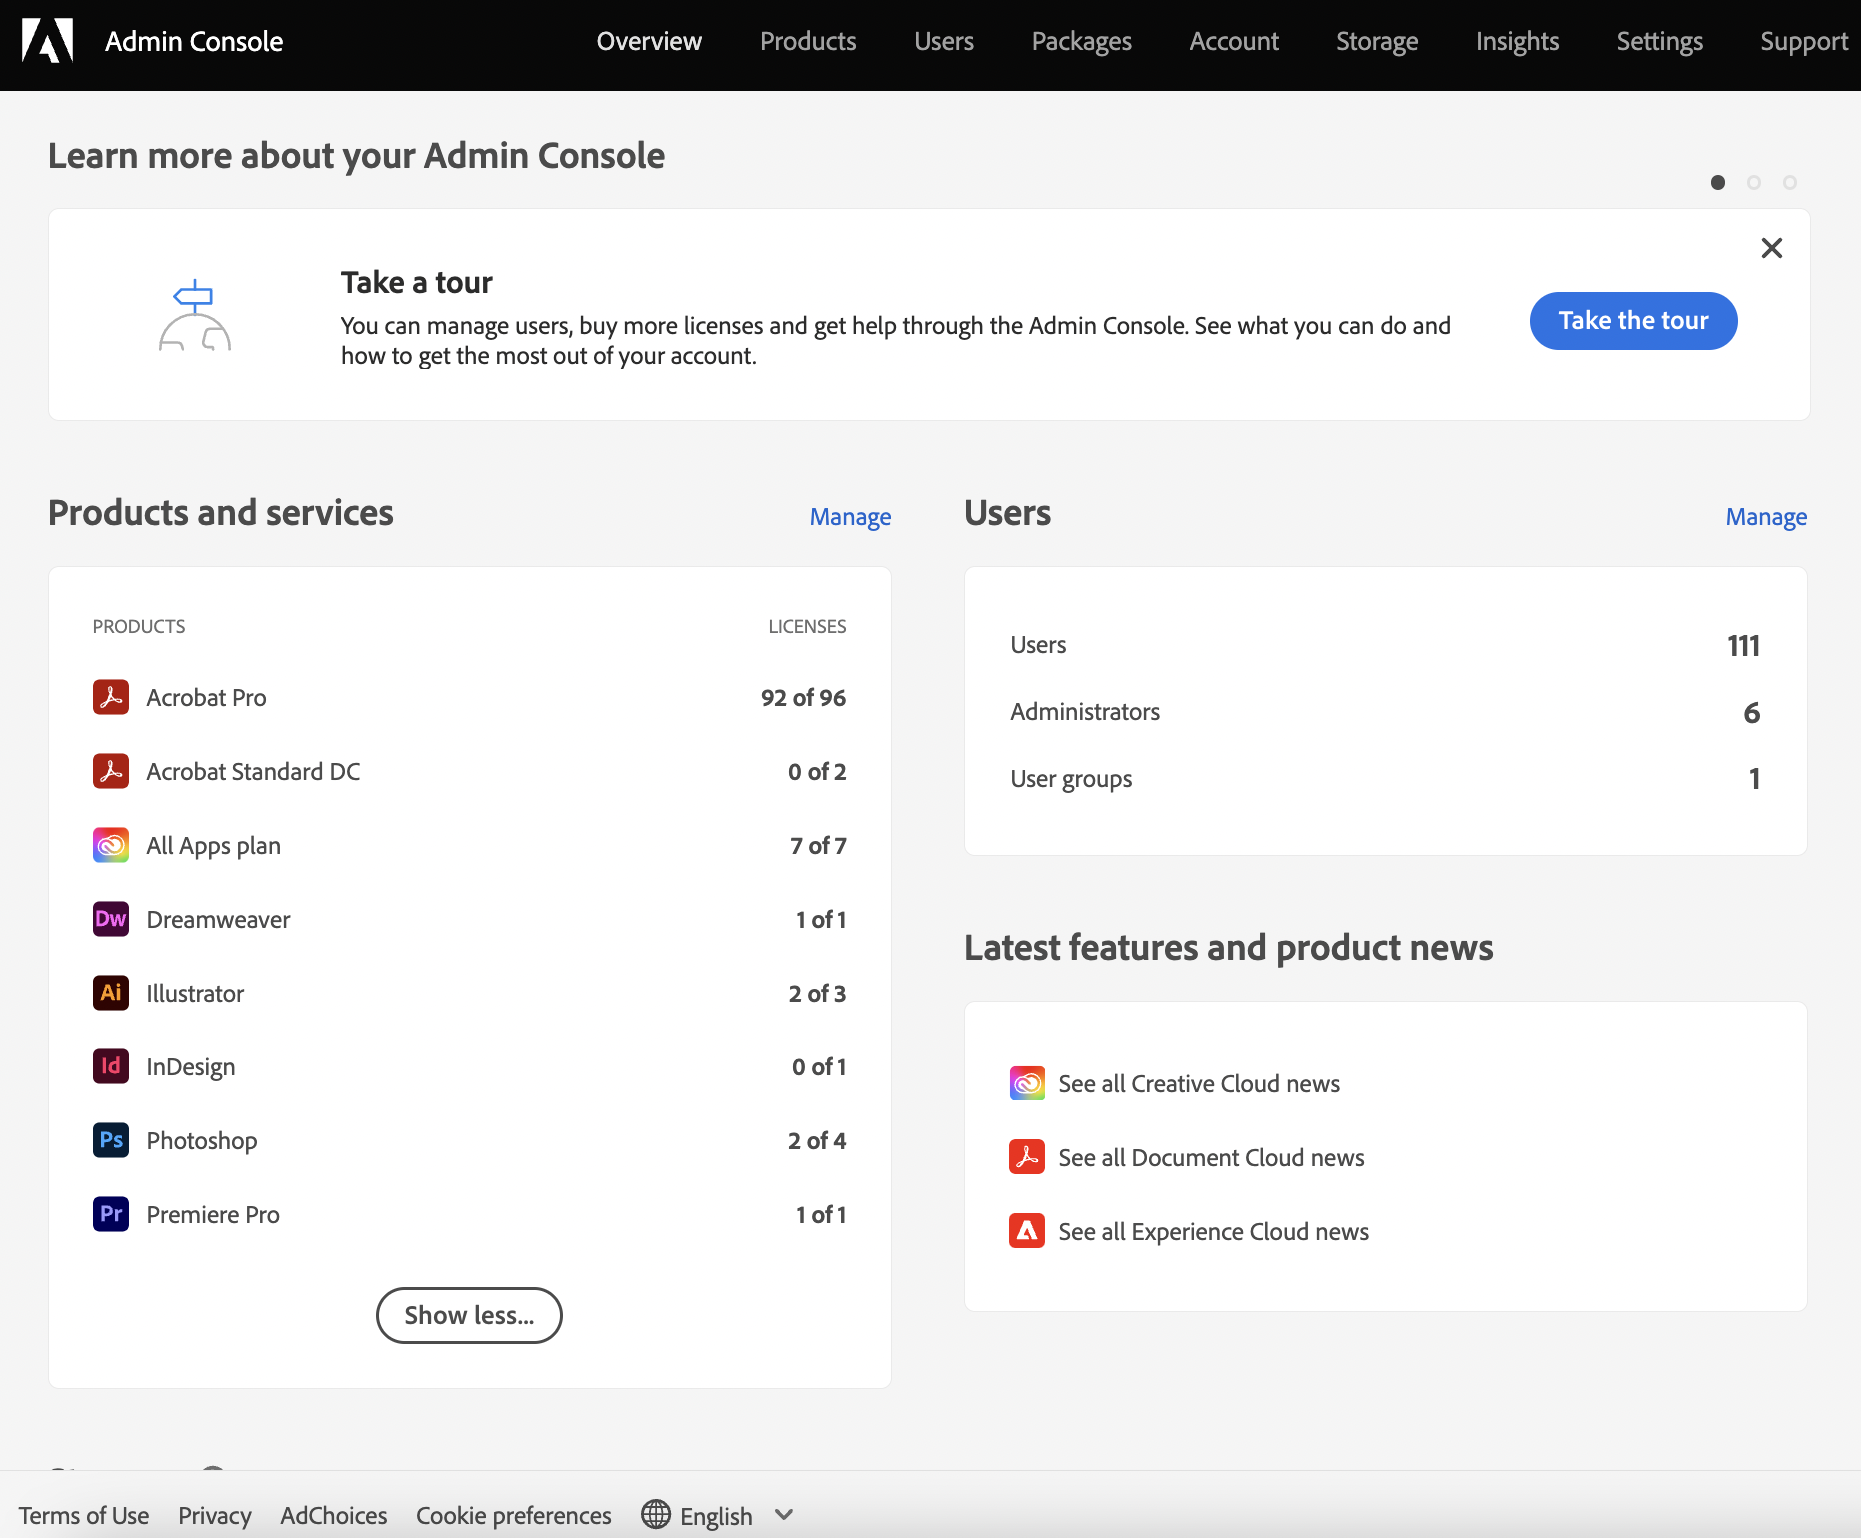 Admin Console
Overview
Products
Users
Packages
Account
Storage
Insights
Settings
Support
Learn more about your Admin Console
Take a tour
You can manage users, buy more licenses and get help through the Admin Console. See what you can do and
how to get the most out of your account.
Take the tour
Products and services
Manage
PRODUCTS
LICENSES
Acrobat Pro
92 of 96
Acrobat Standard DC
0 of 2
All Apps plan
7 of 7
Dw
Dreamweaver
1 of 1
Ai
Illustrator
2 of 3
Id
InDesign
0 of 1
Ps
Photoshop
2 of 4
Pr
Premiere Pro
1 of 1
Show less...
Users
Manage
Users
111
Administrators
6
User groups
1
Latest features and product news
See all Creative Cloud news
See all Document Cloud news
See all Experience Cloud news
Terms of Use
Privacy
AdChoices
Cookie preferences
English